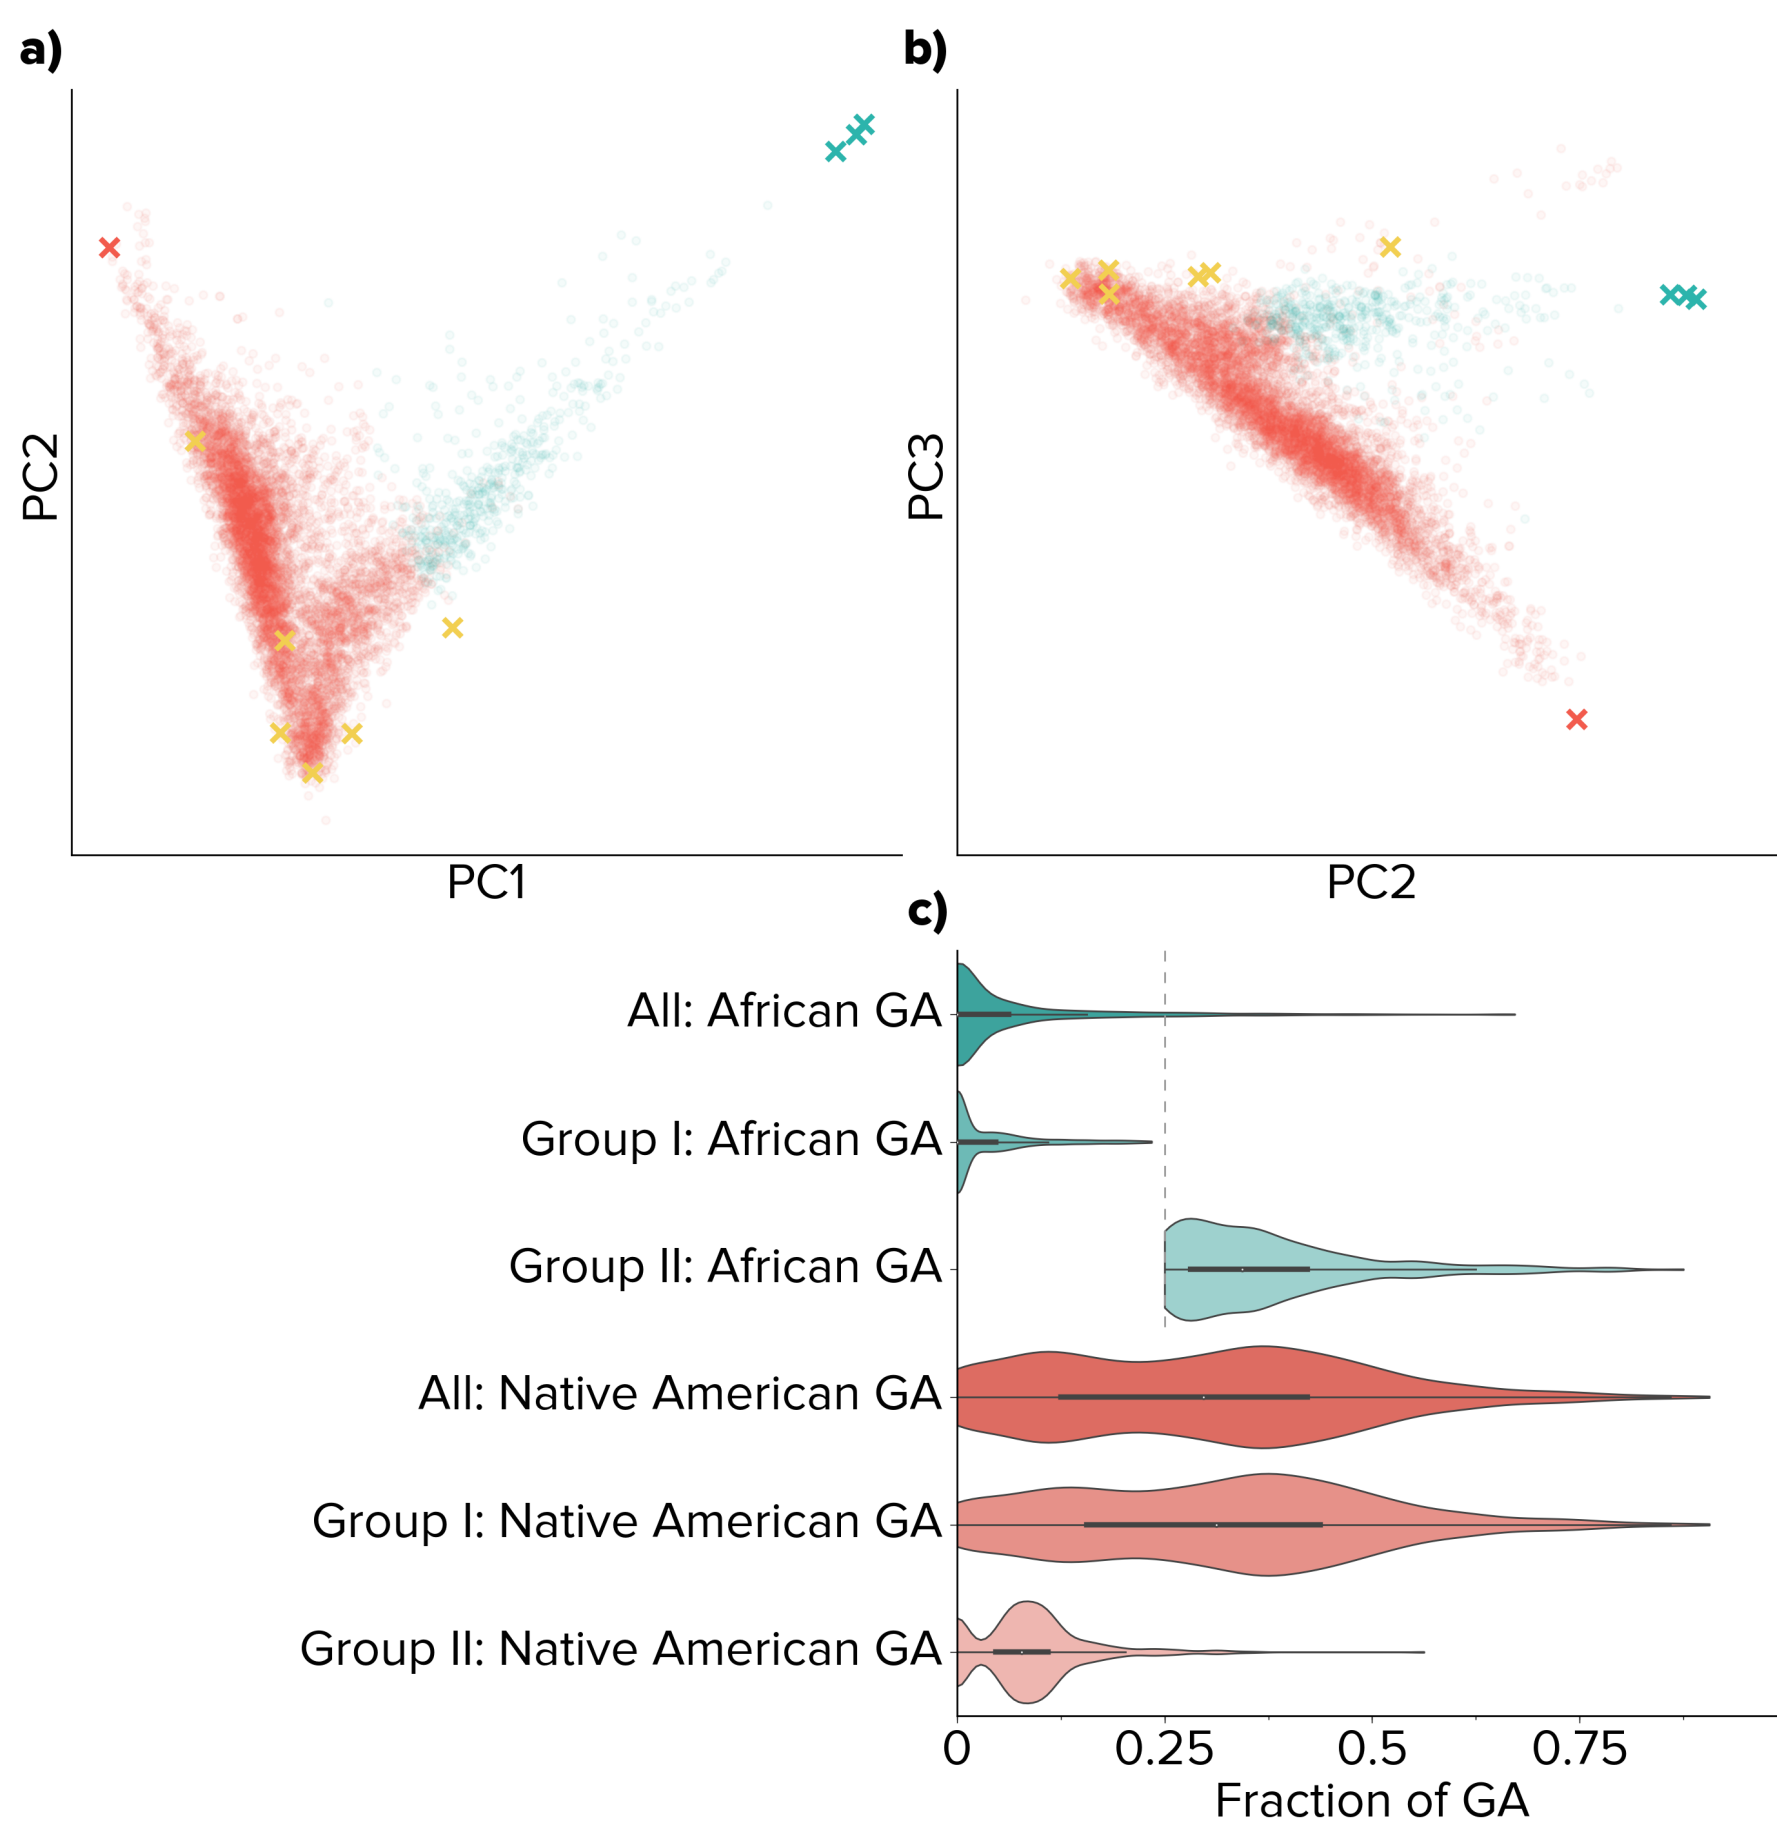 a)
b)
PC2
PC3
PC1
PC2
c)
All: African GA
Group I: African GA
Group II: African GA
All: Native American GA
Group I: Native American GA
Group II: Native American GA
0 0.25 0.5 0.75
Fraction of GA